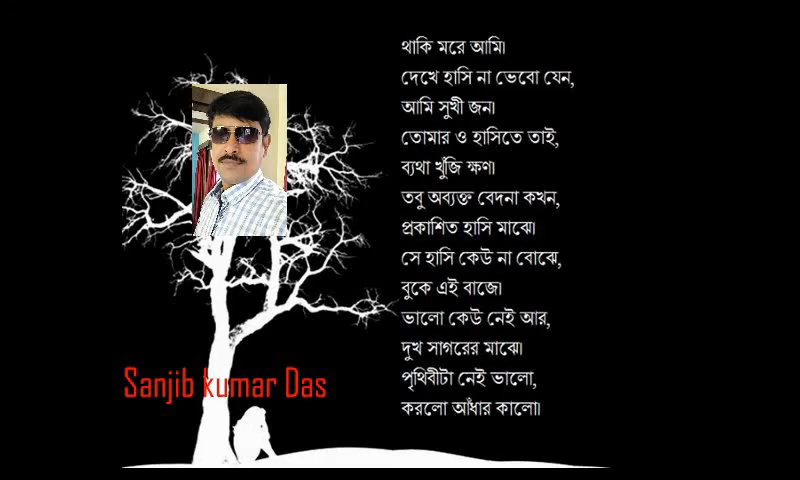 থাকি মরে আমি।
দেখে হাসি না ভেবো যেন,
আমি সুখী জন।
তোমার ও হাসিতে তাই,
ব্যথা খুঁজি ক্ষণ।
তবু অব্যক্ত বেদনা কখন,
প্রকাশিত হাসি মাঝে।
সে হাসি কেউ না বোঝে,
বুকে এই বাজে।
ভালো কেউ নেই আর,
দুখ সাগরের মাঝে।
পৃথিবীটা নেই ভালো,
করলো আঁধার কালো।
Sanjib kumar Das